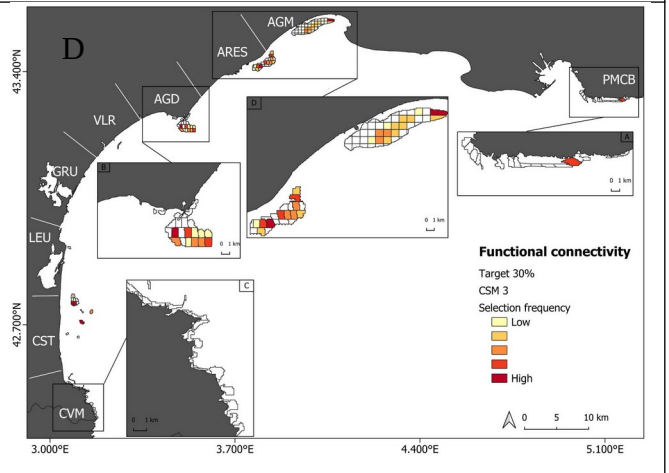 D
AGM
ARES
PMCB
AGD
VLR
GRU
LEU
CST
CVM
43.400°N
42.700°N
D
0 1 km
A
0 1 km
B
0 1 km
C
0 1 km
Functional connectivity
Target 30%
CSM 3
Selection frequency
Low
High
0 5 10 km
3.000°E
3.700°E
4.400°E
5.100°E